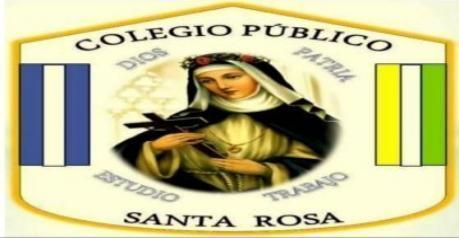 COLEGIO PÚBLICO
DIOS
PATRIA
ESTUDIO
TRABAJO
SANTA ROSA